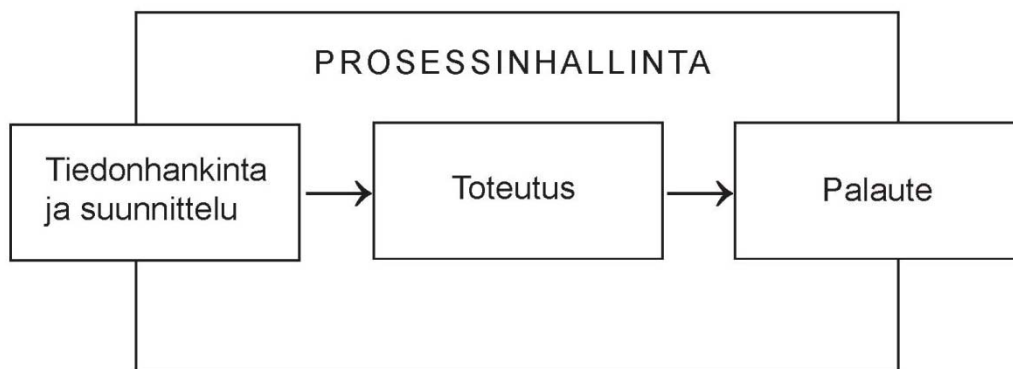 PROSESSINHALLINTA
Tiedonhankinta
ja suunnittelu
Toteutus
Palaute